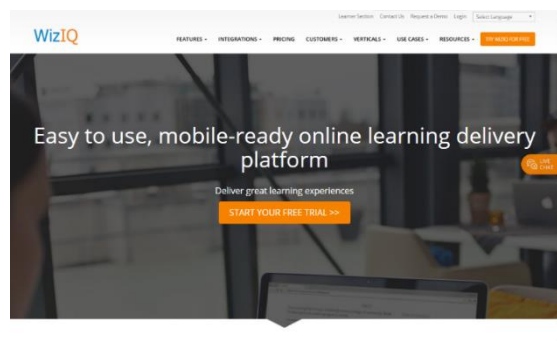 Learner Section Contact Us Request a Demo Login Select Language
WizIQ
FEATURES INTEGRATIONS PRICING CUSTOMERS VERTICALS USE CASES RESOURCES TRY WIZIQ FOR FREE
Easy to use, mobile-ready online learning delivery
platform
LIVE
CHAT
Deliver great learning experiences
START YOUR FREE TRIAL >>